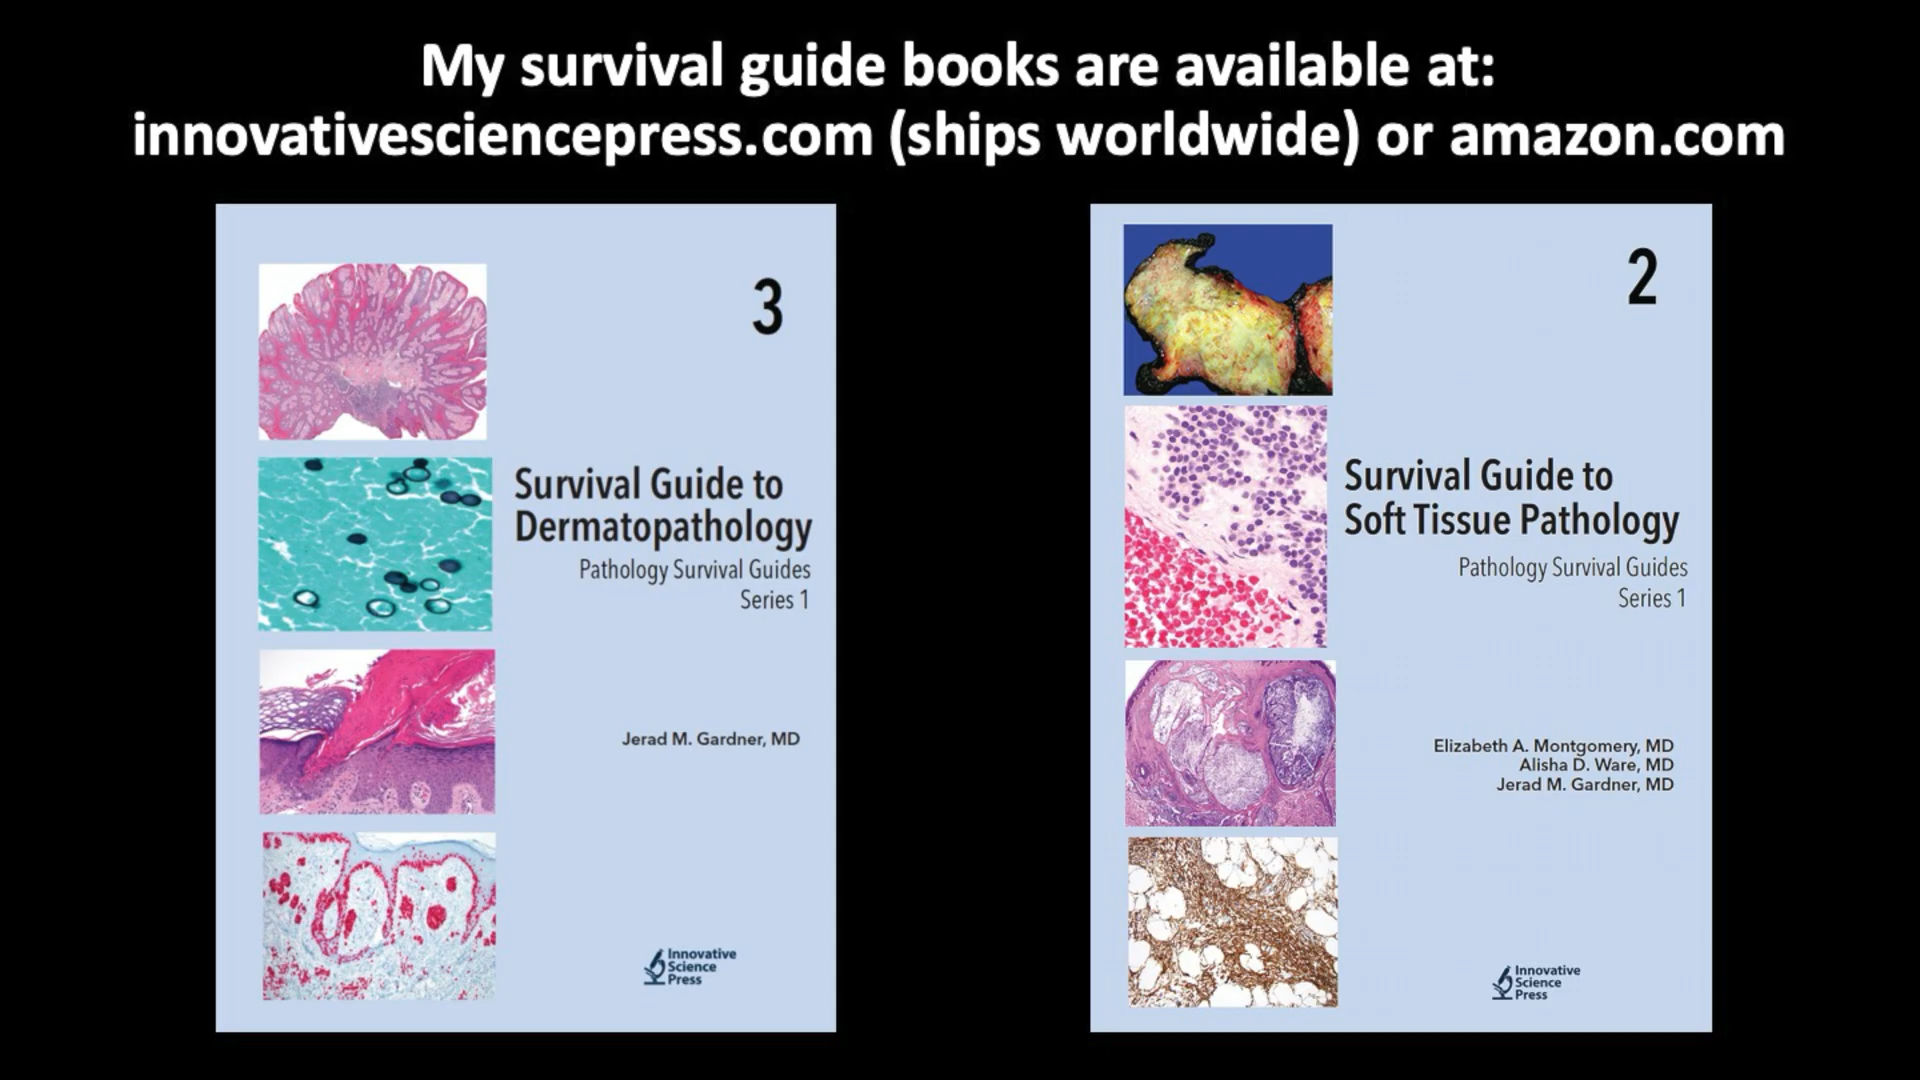 My survival guide books are available at:
innovativesciencepress.com (ships worldwide) or amazon.com
3
Survival Guide to
Dermatopathology
Pathology Survival Guides
Series 1
Jerad M. Gardner, MD
Innovative
Science
Press
2
Survival Guide to
Soft Tissue Pathology
Pathology Survival Guides
Series 1
Elizabeth A. Montgomery, MD
Alisha D. Ware, MD
Jerad M. Gardner, MD
Innovative
Science
Press